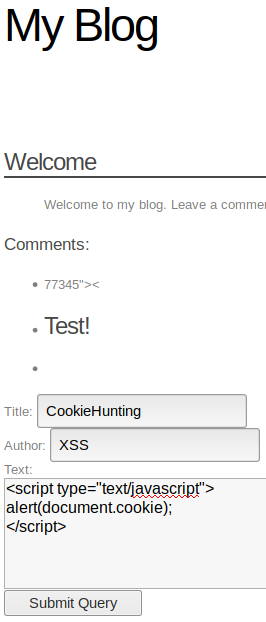 My Blog
Welcome
Welcome to my blog. Leave a
Comments:
77345"><
Test!
Title: CookieHunting
Author: XSS
Text:
<script type="text/javascript">
alert(document.cookie);
</script>
Submit Query